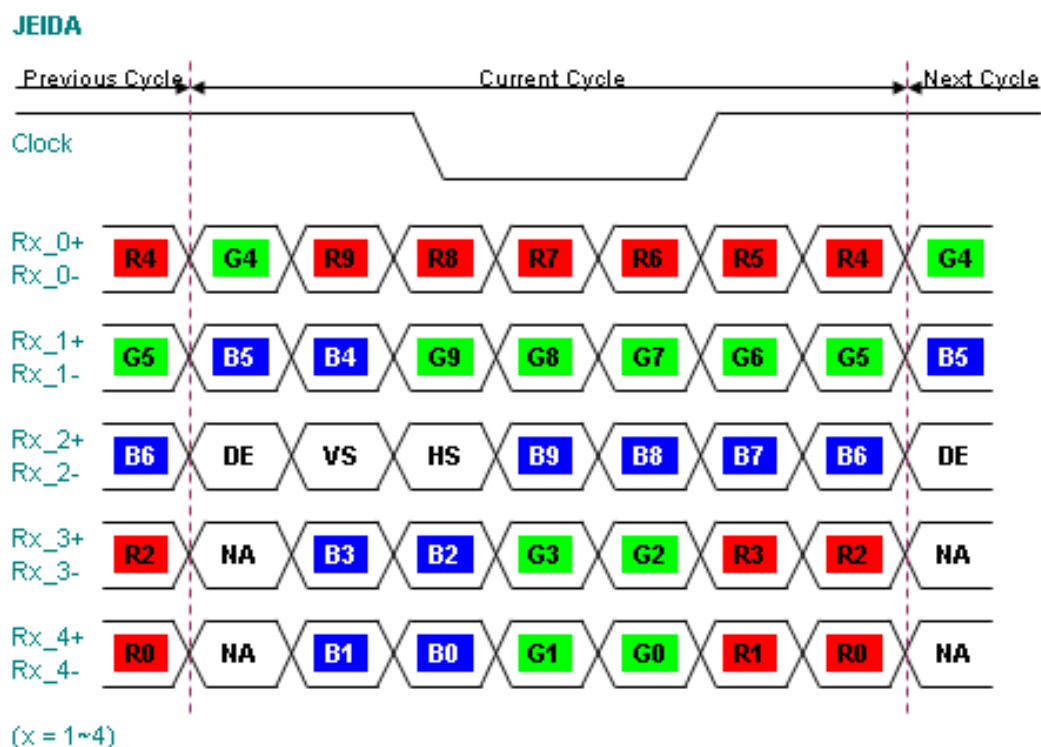 JEIDA
Previous Cycle Current Cycle Next Cycle
Clock
Rx_0+
Rx_0-
R4 G4 R9 R8 R7 R6 R5 R4 G4
Rx_1+
Rx_1-
G5 B5 B4 G9 G8 G7 G6 G5 B5
Rx_2+
Rx_2-
B6 DE VS HS B9 B8 B7 B6 DE
Rx_3+
Rx_3-
R2 NA B3 B2 G3 G2 R3 R2 NA
Rx_4+
Rx_4-
R0 NA B1 B0 G1 G0 R1 R0 NA
(x = 1~4)